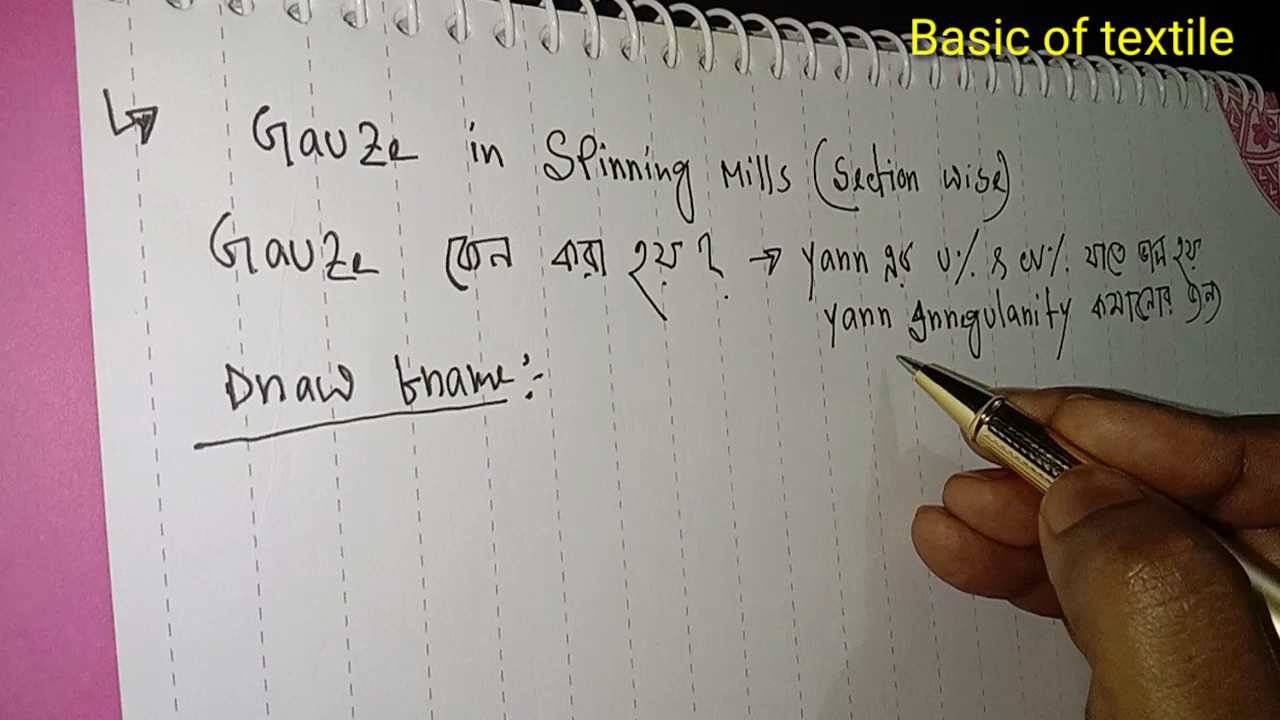 Basic of textile
↳ Gauze in Spinning Mills (Section wise)
Gauze কেন করা হয় ? → Yarn এর U% & CV% যাতে ভাল হয়
Yarn Irregularity কমানোর জন্য
Draw frame :-